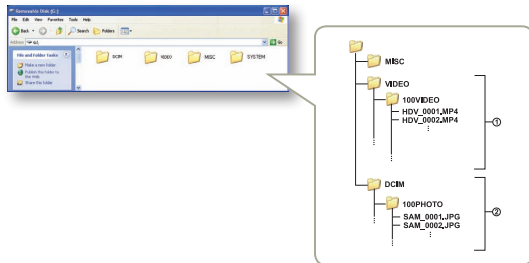 Removable Disk (G:)
File Edit View Favorites Tools Help
Back Search Folders
Address G:\
Go
File and Folder Tasks
Make a new folder
Publish this folder to the Web
Share this folder
DCIM
VIDEO
MISC
SYSTEM
MISC
VIDEO
100VIDEO
HDV_0001.MP4
HDV_0002.MP4
①
DCIM
100PHOTO
SAM_0001.JPG
SAM_0002.JPG
②